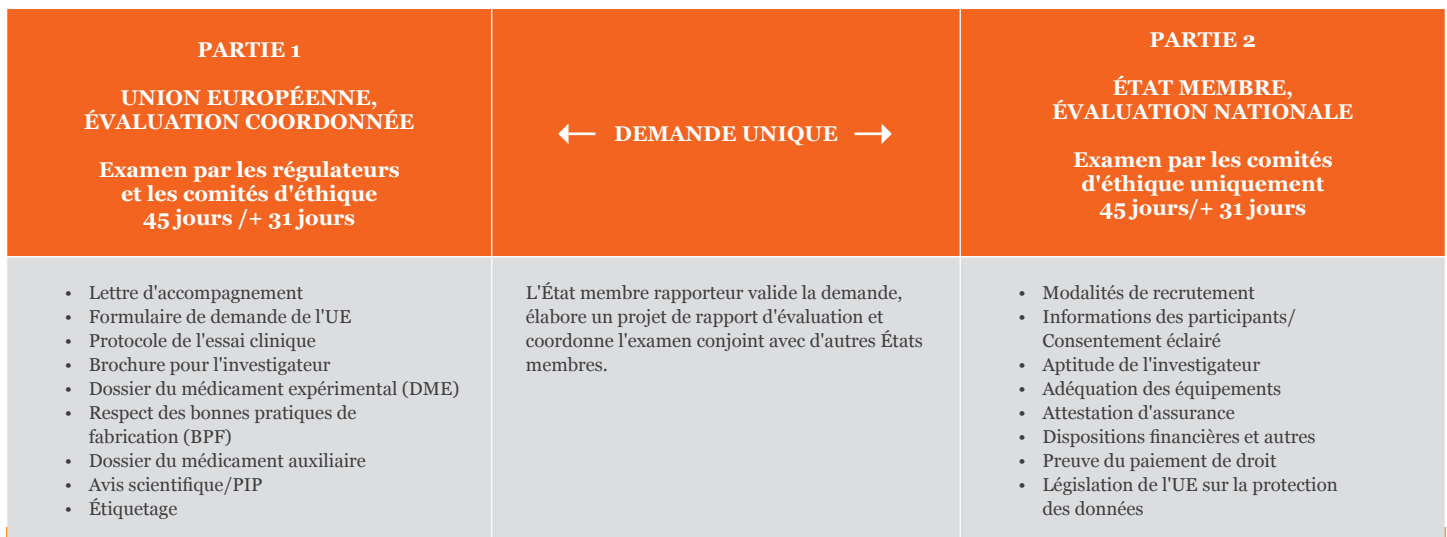 PARTIE 1
UNION EUROPÉENNE,
ÉVALUATION COORDONNÉE
Examen par les régulateurs
et les comités d'éthique
45 jours /+ 31 jours
← DEMANDE UNIQUE →
PARTIE 2
ÉTAT MEMBRE,
ÉVALUATION NATIONALE
Examen par les comités
d'éthique uniquement
45 jours/+ 31 jours
• Lettre d'accompagnement
• Formulaire de demande de l'UE
• Protocole de l'essai clinique
• Brochure pour l'investigateur
• Dossier du médicament expérimental (DME)
• Respect des bonnes pratiques de
fabrication (BPF)
• Dossier du médicament auxiliaire
• Avis scientifique/PIP
• Étiquetage
L'État membre rapporteur valide la demande,
élabore un projet de rapport d'évaluation et
coordonne l'examen conjoint avec d'autres États
membres.
• Modalités de recrutement
• Informations des participants/
Consentement éclairé
• Aptitude de l'investigateur
• Adéquation des équipements
• Attestation d'assurance
• Dispositions financières et autres
• Preuve du paiement de droit
• Législation de l'UE sur la protection
des données